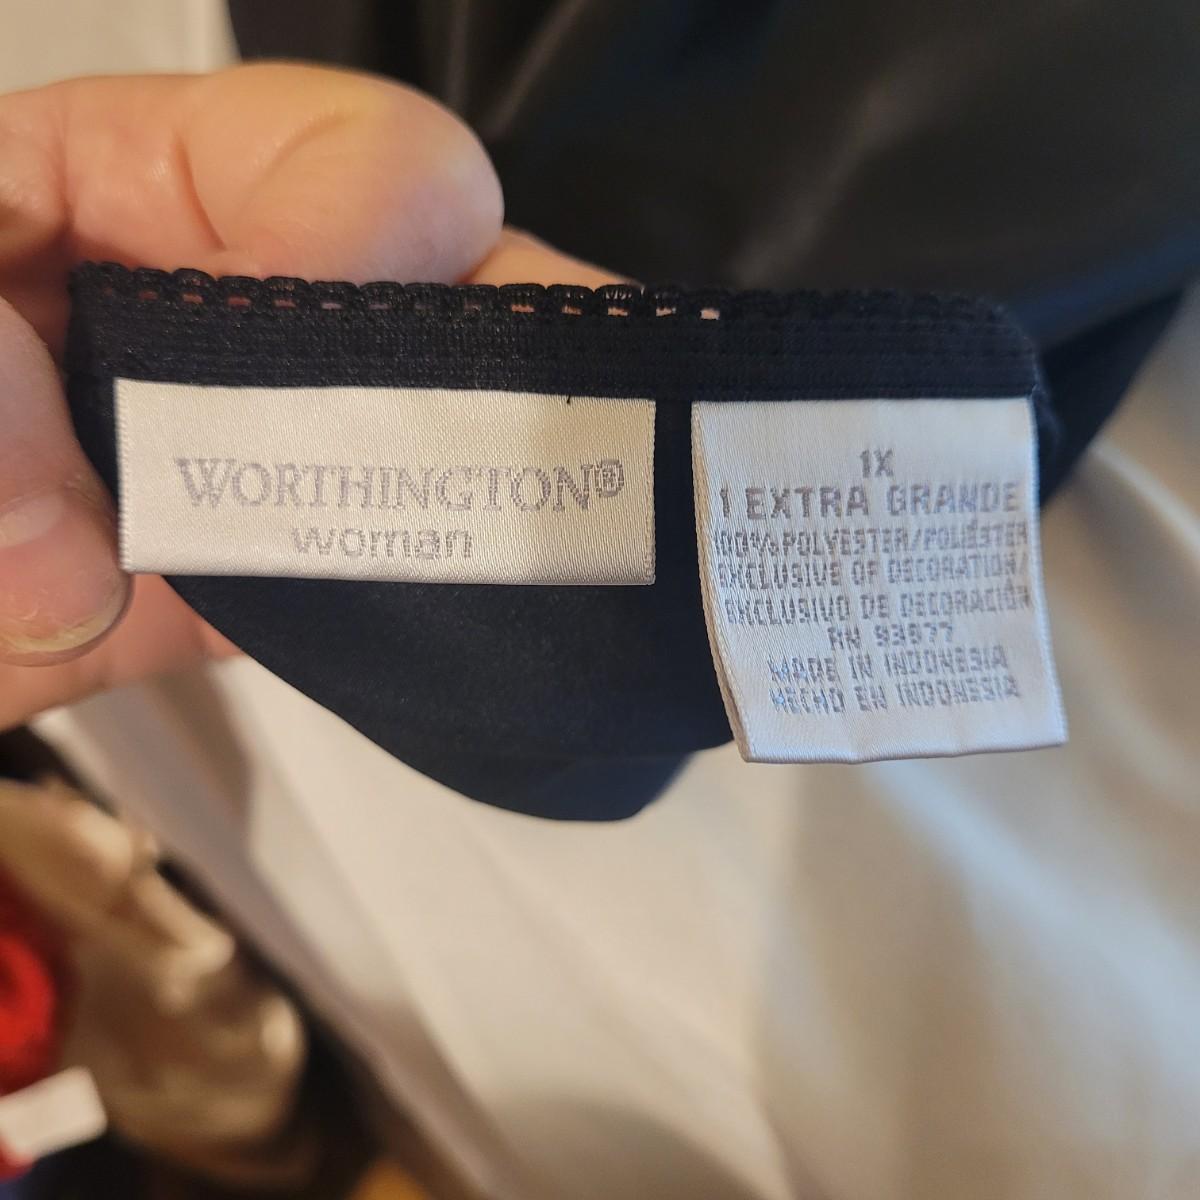 WORTHINGTON®
woman
1X
1 EXTRA GRANDE
100% POLYESTER/POLIÉSTER
EXCLUSIVE OF DECORATION/
EXCLUSIVO DE DECORACIÓN
RN 93677
MADE IN INDONESIA
HECHO EN INDONESIA